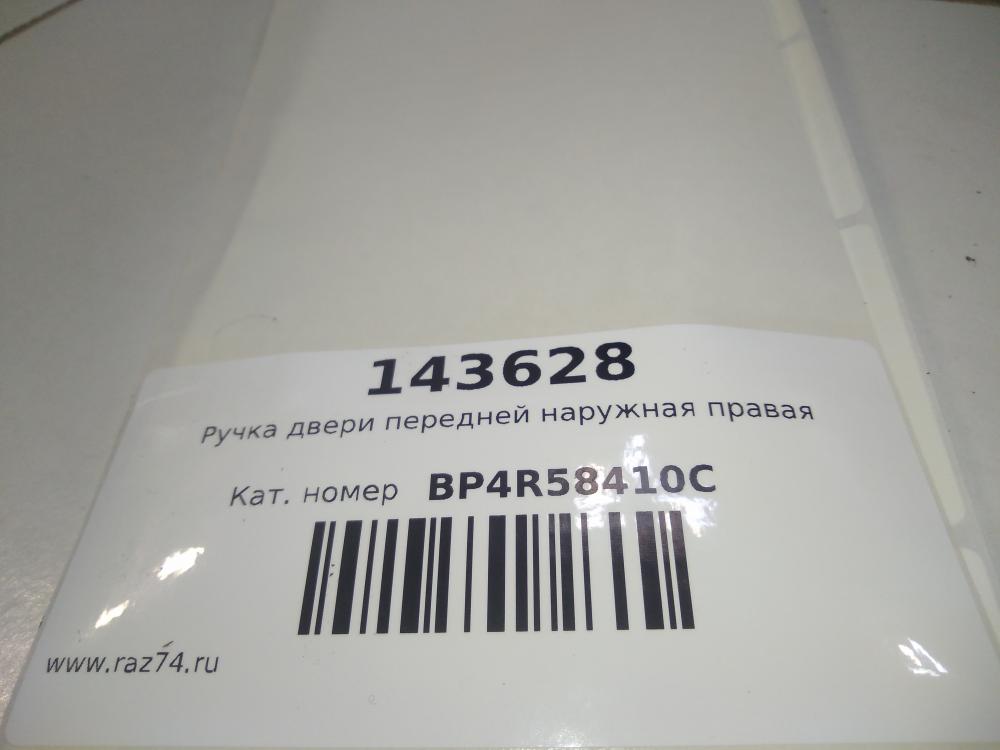 143628
Ручка двери передней наружная правая
Кат. номер BP4R58410C
www.raz74.ru